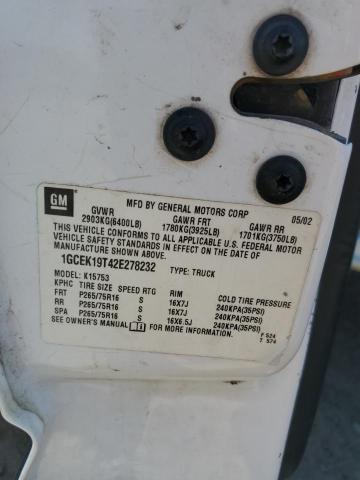 GM
MFD BY GENERAL MOTORS CORP 05/02
GVWR GAWR FRT GAWR RR
2903KG(6400LB) 1780KG(3925LB) 1701KG(3750LB)
THIS VEHICLE CONFORMS TO ALL APPLICABLE U.S. FEDERAL MOTOR
VEHICLE SAFETY STANDARDS IN EFFECT ON THE DATE OF
MANUFACTURE SHOWN ABOVE.
1GCEK19T42E278232 TYPE: TRUCK
MODEL: K15753
KPHC TIRE SIZE SPEED RTG RIM COLD TIRE PRESSURE
FRT P265/75R16 S 16X7J 240KPA(35PSI)
RR P265/75R16 S 16X7J 240KPA(35PSI)
SPA P265/75R16 S 16X6.5J 240KPA(35PSI)
SEE OWNER'S MANUAL FOR ADDITIONAL INFORMATION.
F 524
T 574